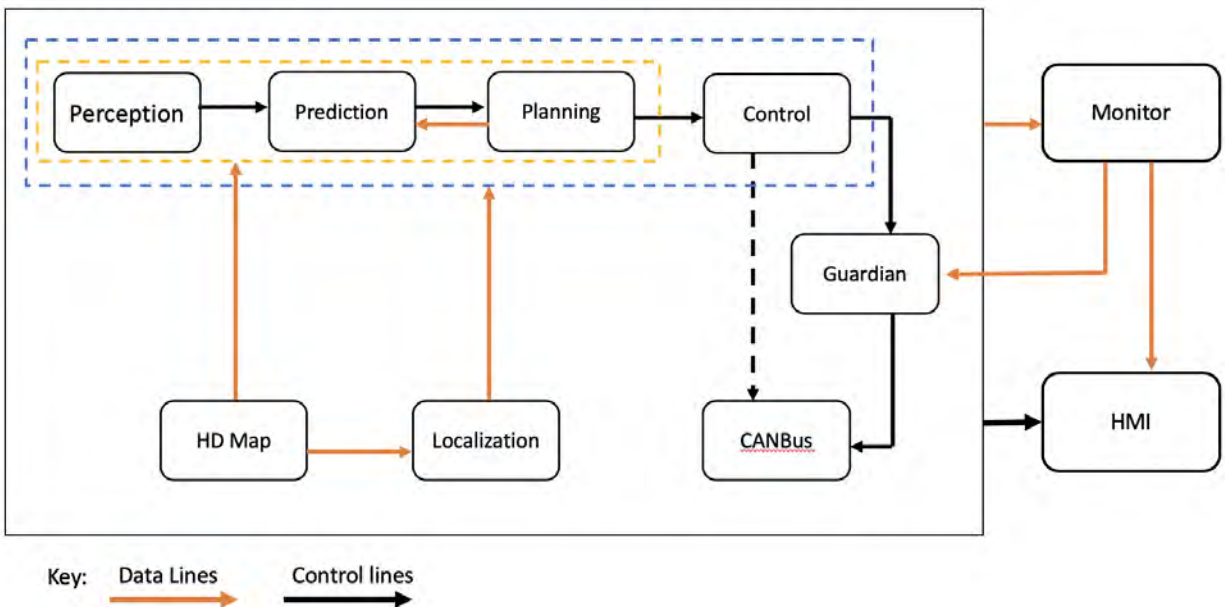 Perception
Prediction
Planning
Control
Monitor
Guardian
HD Map
Localization
CANBus
HMI
Key: Data Lines Control lines